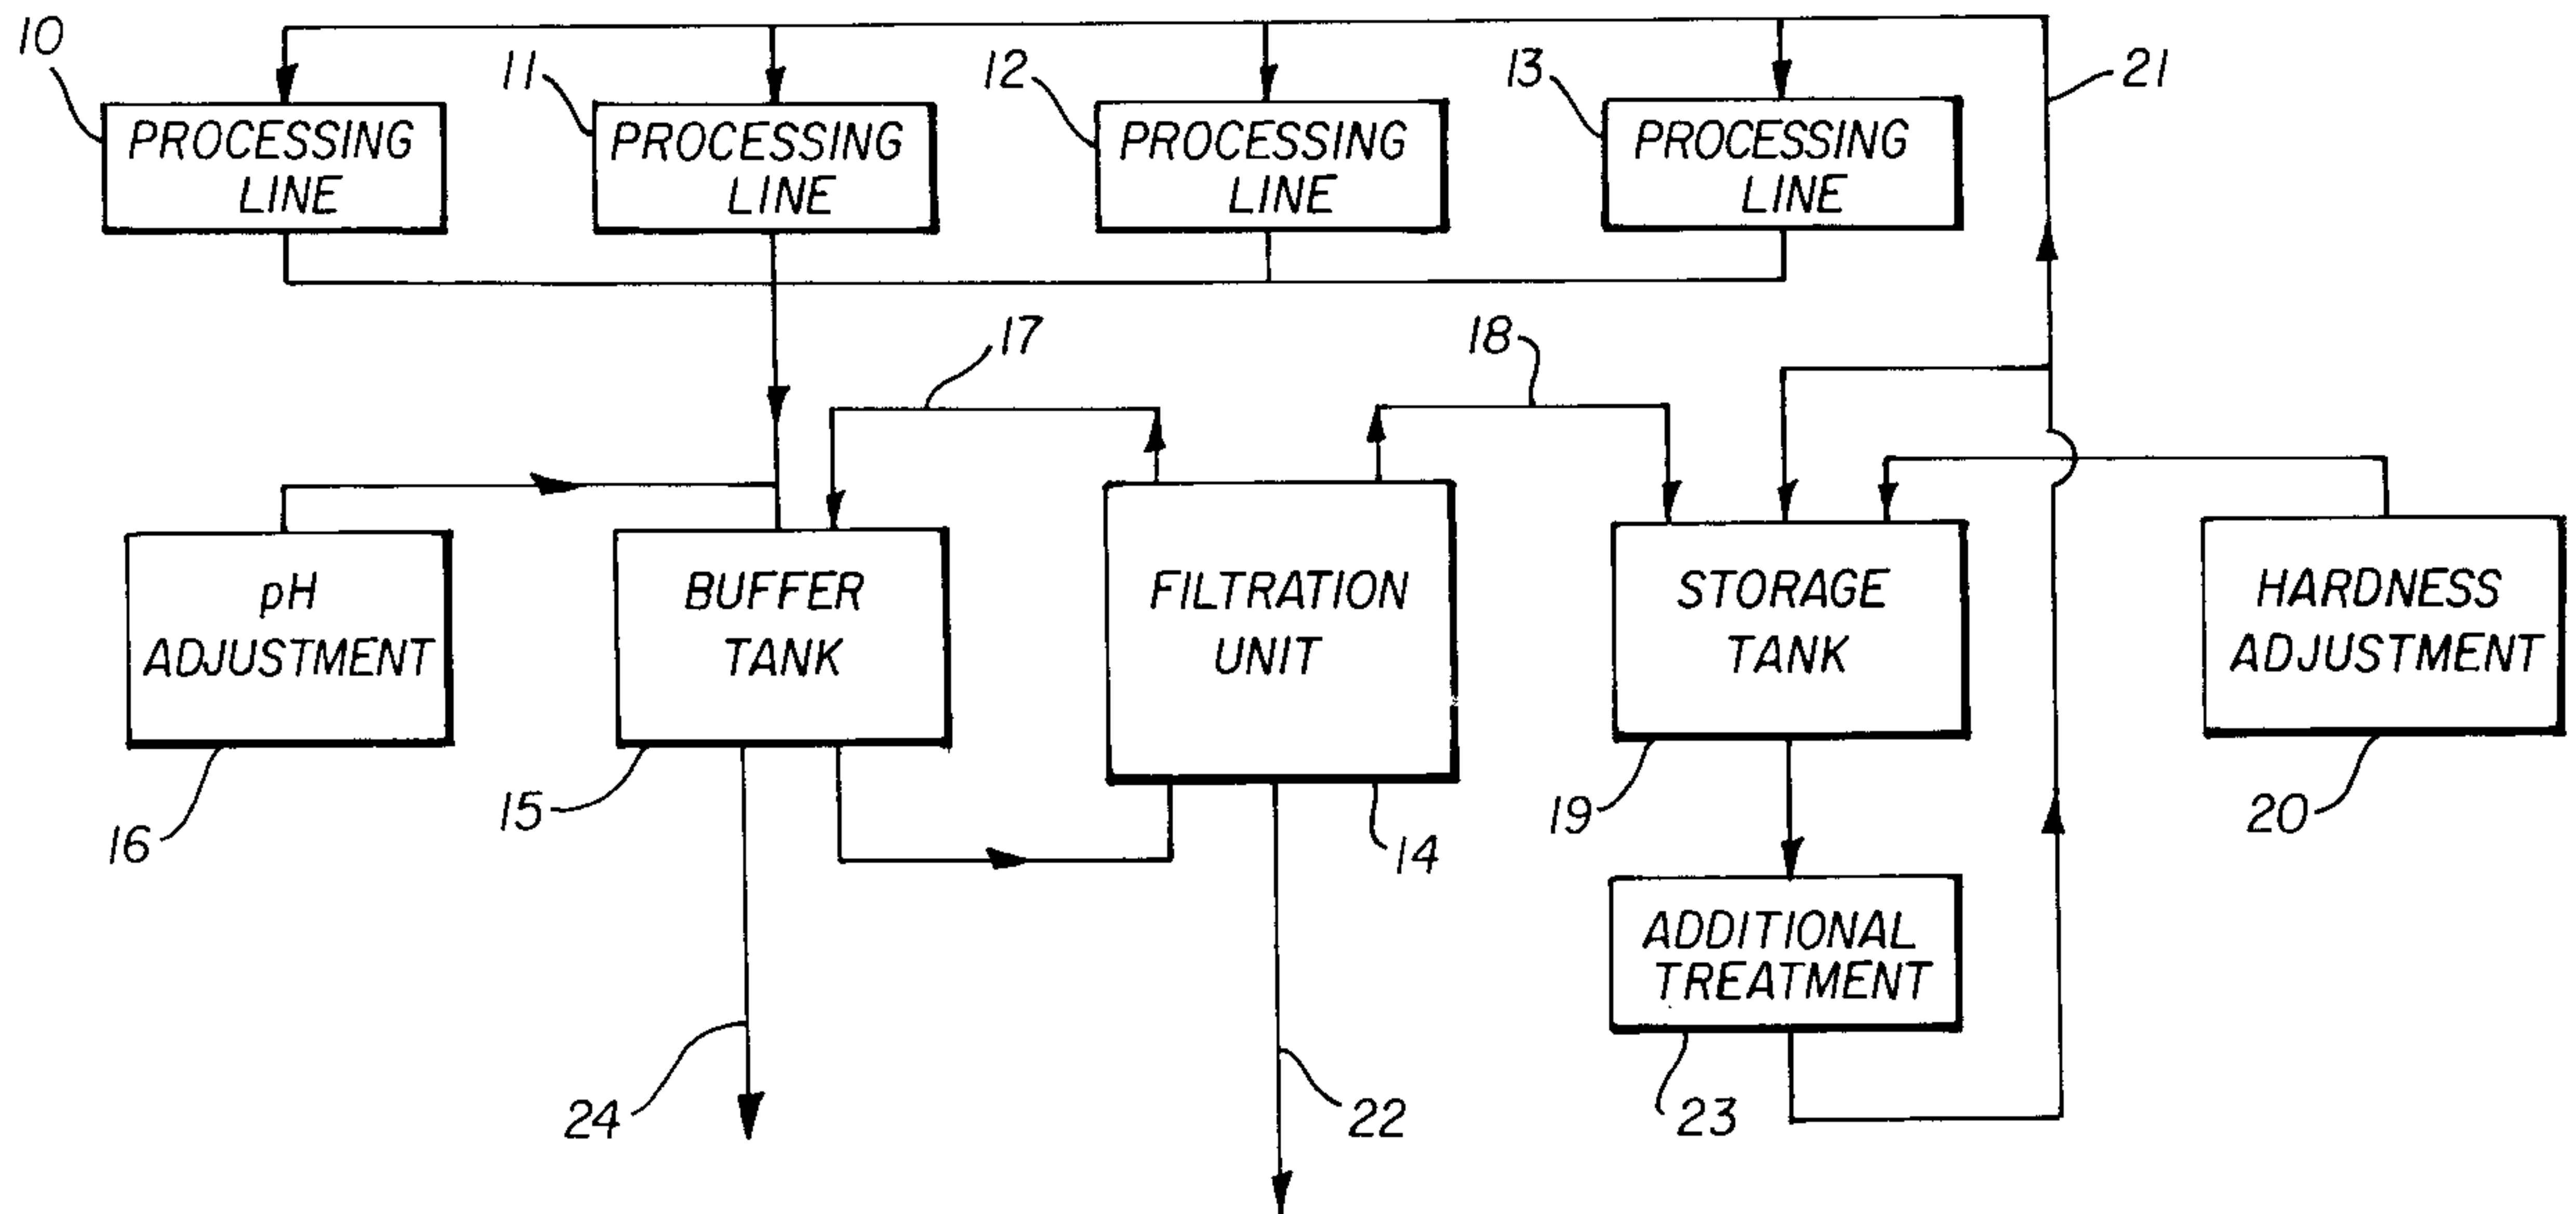 10
11
12
13
21
PROCESSING
LINE
PROCESSING
LINE
PROCESSING
LINE
PROCESSING
LINE
17
18
pH
ADJUSTMENT
BUFFER
TANK
FILTRATION
UNIT
STORAGE
TANK
HARDNESS
ADJUSTMENT
16
15
14
19
20
ADDITIONAL
TREATMENT
24
22
23